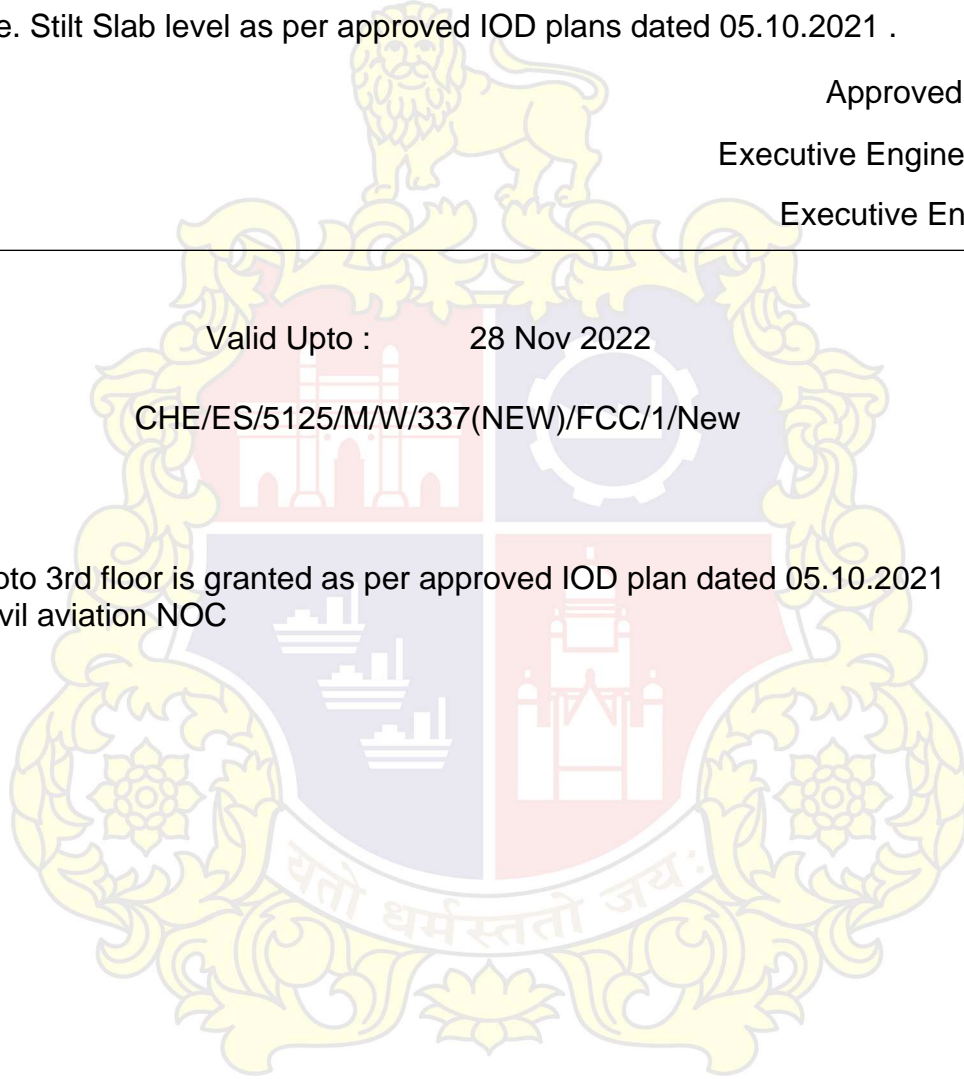 e. Stilt Slab level as per approved IOD plans dated 05.10.2021 .
Approved
Executive Engine
Executive En
Valid Upto : 28 Nov 2022
CHE/ES/5125/M/W/337(NEW)/FCC/1/New
pto 3rd floor is granted as per approved IOD plan dated 05.10.2021
vil aviation NOC
यतो धर्मस्ततो जय: